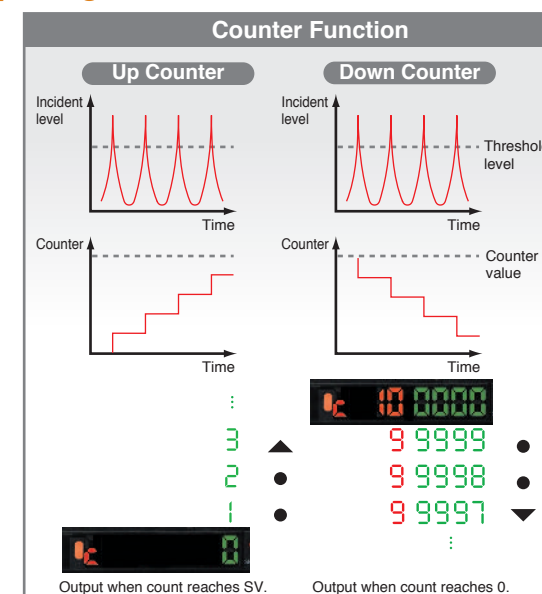 Counter Function
Up Counter
Down Counter
Incident level
Time
Counter
Time
Incident level
Threshol
level
Time
Counter
Counter value
Time
3
2
1
c 0
Output when count reaches SV.
c 10 0000
9 9999
9 9998
9 9997
Output when count reaches 0.